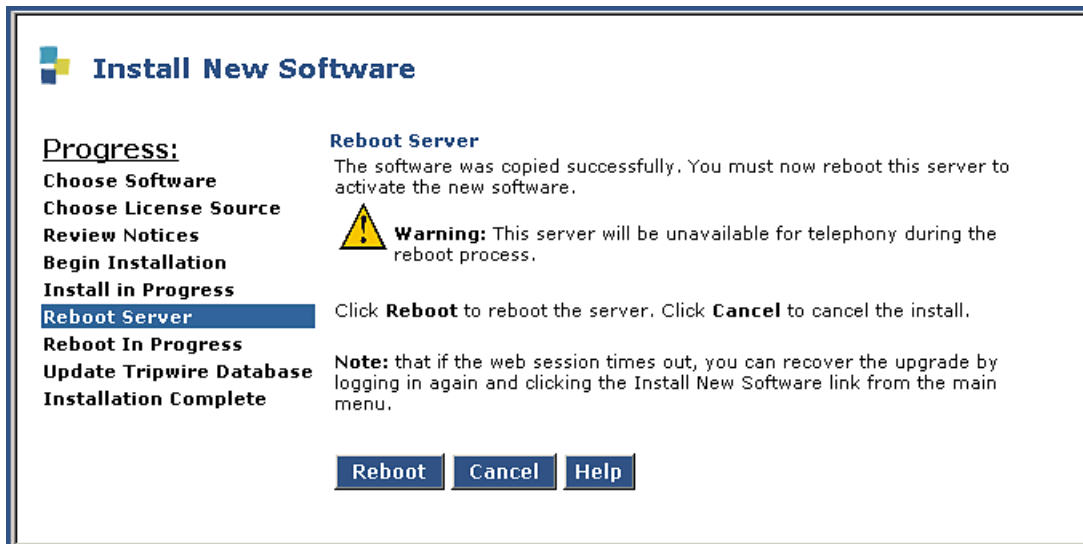 Install New Software
Progress:
Choose Software
Choose License Source
Review Notices
Begin Installation
Install in Progress
Reboot Server
Reboot In Progress
Update Tripwire Database
Installation Complete
Reboot Server
The software was copied successfully. You must now reboot this server to
activate the new software.
Warning: This server will be unavailable for telephony during the
reboot process.
Click Reboot to reboot the server. Click Cancel to cancel the install.
Note: that if the web session times out, you can recover the upgrade by
logging in again and clicking the Install New Software link from the main
menu.
Reboot Cancel Help